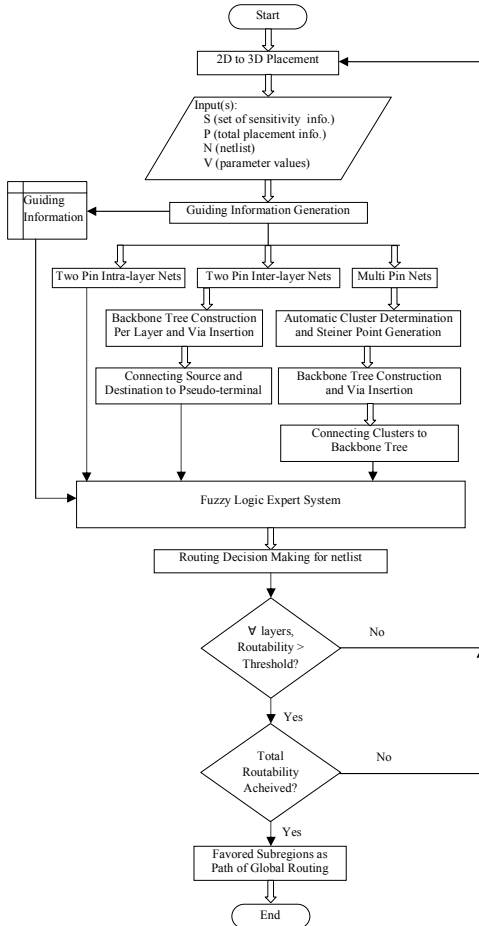 Start
2D to 3D Placement
Input(s):
S (set of sensitivity info.)
P (total placement info.)
N (netlist)
V (parameter values)
Guiding
Information
Guiding Information Generation
Two Pin Intra-layer Nets
Two Pin Inter-layer Nets
Multi Pin Nets
Backbone Tree Construction
Per Layer and Via Insertion
Automatic Cluster Determination
and Steiner Point Generation
Connecting Source and
Destination to Pseudo-terminal
Backbone Tree Construction
and Via Insertion
Connecting Clusters to
Backbone Tree
Fuzzy Logic Expert System
Routing Decision Making for netlist
∀ layers,
Routability >
Threshold?
No
Yes
Total
Routability
Acheived?
No
Yes
Favored Subregions as
Path of Global Routing
End